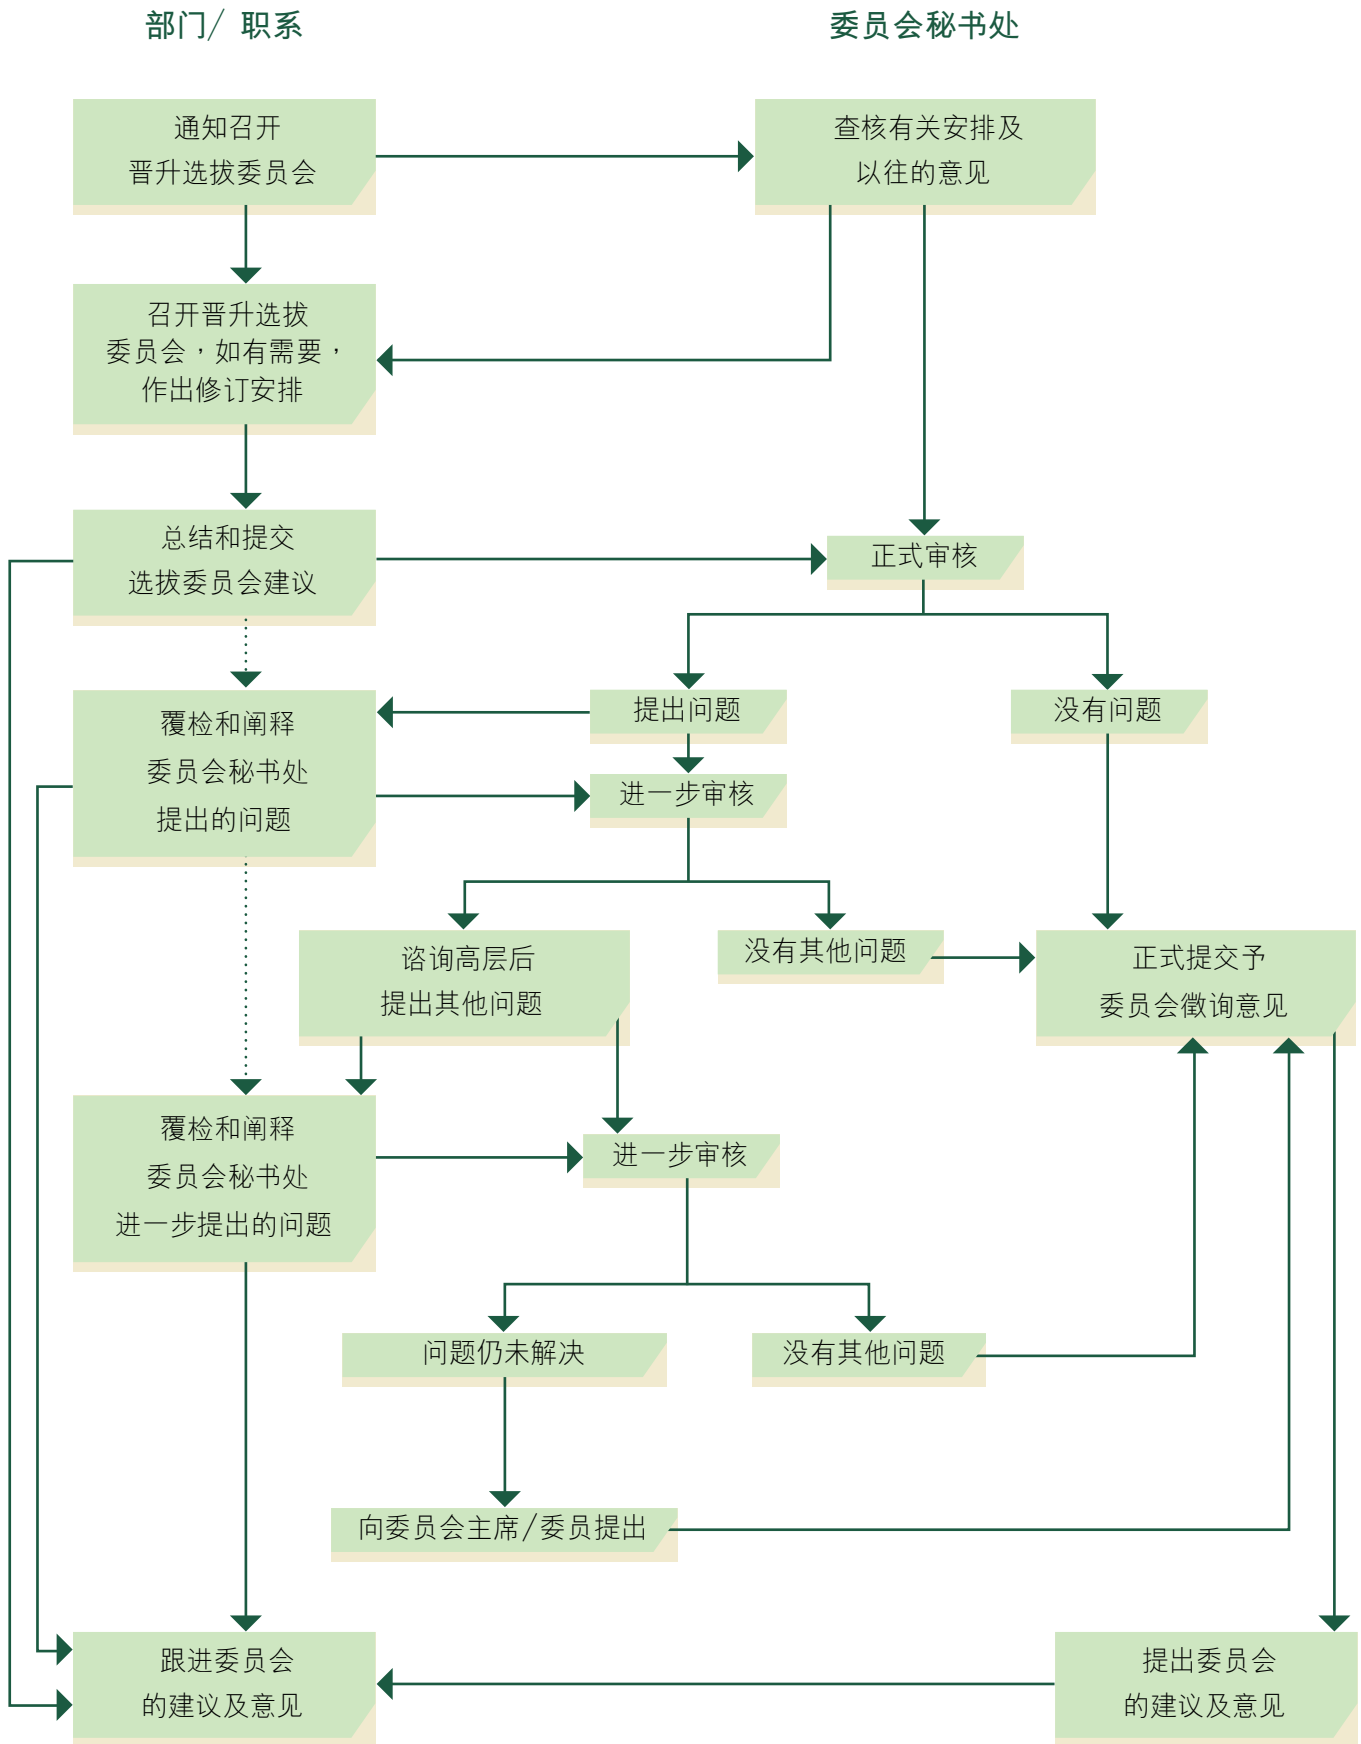 部门/ 职系
委员会秘书处
通知召开
晋升选拔委员会
查核有关安排及
以往的意见
召开晋升选拔
委员会，如有需要，
作出修订安排
总结和提交
选拔委员会建议
正式审核
覆检和阐释
委员会秘书处
提出的问题
提出问题
没有问题
进一步审核
谘询高层后
提出其他问题
没有其他问题
正式提交予
委员会徵询意见
覆检和阐释
委员会秘书处
进一步提出的问题
进一步审核
问题仍未解决
没有其他问题
向委员会主席/委员提出
跟进委员会
的建议及意见
提出委员会
的建议及意见